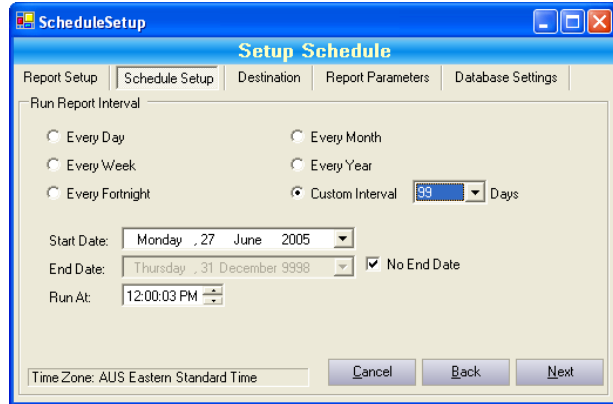 ScheduleSetup
Setup Schedule
Report Setup Schedule Setup Destination Report Parameters Database Settings
Run Report Interval
Every Day Every Month
Every Week Every Year
Every Fortnight Custom Interval 99 Days
Start Date: Monday , 27 June 2005
End Date: Thursday , 31 December 9998 No End Date
Run At: 12:00:03 PM
Time Zone: AUS Eastern Standard Time Cancel Back Next